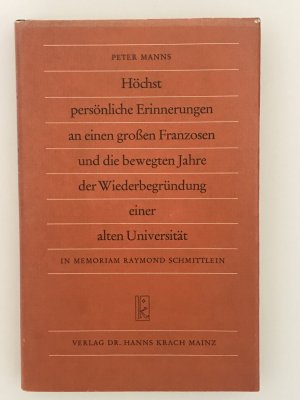 PETER MANNS
Höchst
persönliche Erinnerungen
an einen großen Franzosen
und die bewegten Jahre
der Wiederbegründung
einer
alten Universität
IN MEMORIAM RAYMOND SCHMITTLEIN
VERLAG DR. HANNS KRACH MAINZ